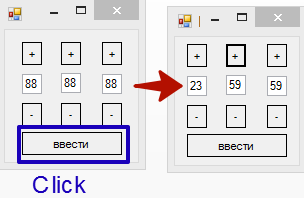 + + +
88 88 88
- - -
ввести
Click
+ + +
23 59 59
- - -
ввести